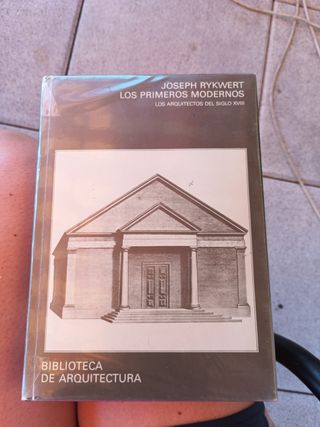 JOSEPH RYKWERT
LOS PRIMEROS MODERNOS
LOS ARQUITECTOS DEL SIGLO XVIII
BIBLIOTECA
DE ARQUITECTURA